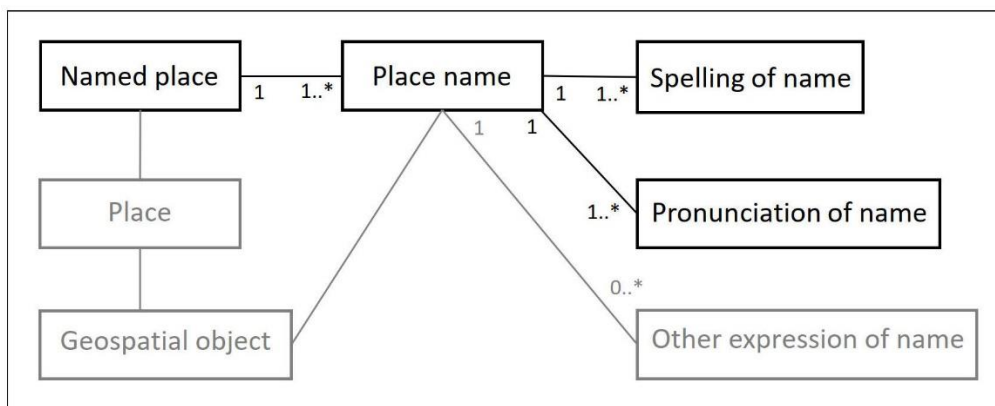 Named place
1
1..*
Place name
1
1..*
Spelling of name
1
1
Place
1..*
Pronunciation of name
0..*
Geospatial object
Other expression of name